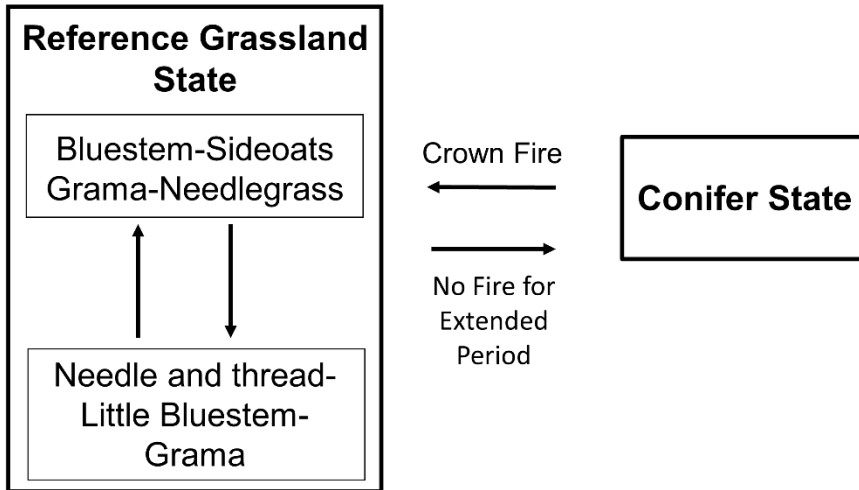 Reference Grassland
State
Bluestem-Sideoats
Grama-Needlegrass
Needle and thread-
Little Bluestem-
Grama
Crown Fire
No Fire for
Extended
Period
Conifer State